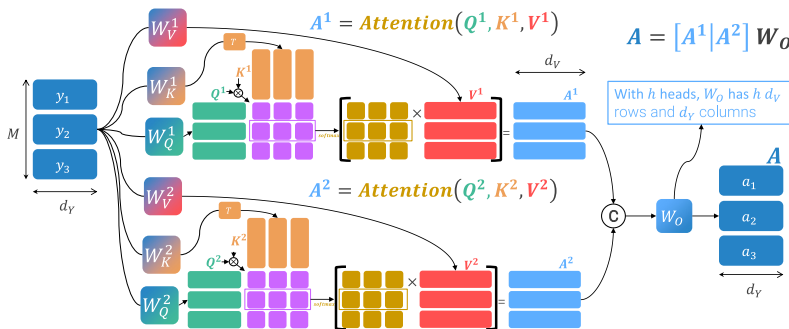 A¹ = Attention(Q¹, K¹, V¹)
A = [A¹|A²] W_O
With h heads, W_O has h d_V
rows and d_Y columns
M
y₁
y₂
y₃
d_Y
W_V¹
W_K¹
W_Q¹
T
K¹
Q¹
softmax
×
V¹
=
d_V
A¹
A² = Attention(Q², K², V²)
W_V²
W_K²
W_Q²
T
K²
Q²
softmax
×
V²
=
A²
C
W_O
A
a₁
a₂
a₃
d_Y